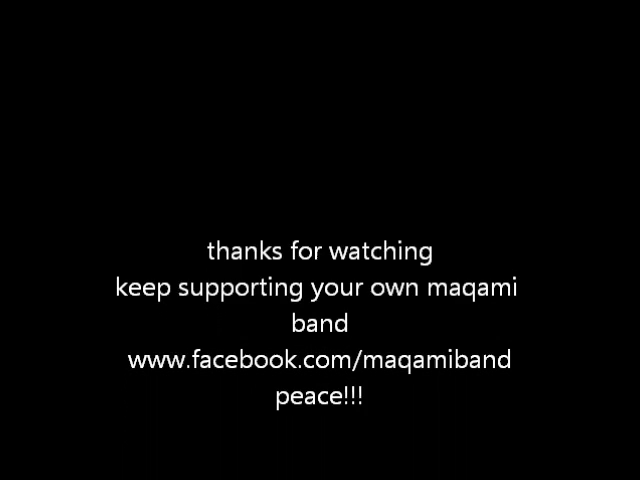 thanks for watching
keep supporting your own maqami
band
www.facebook.com/maqamiband
peace!!!